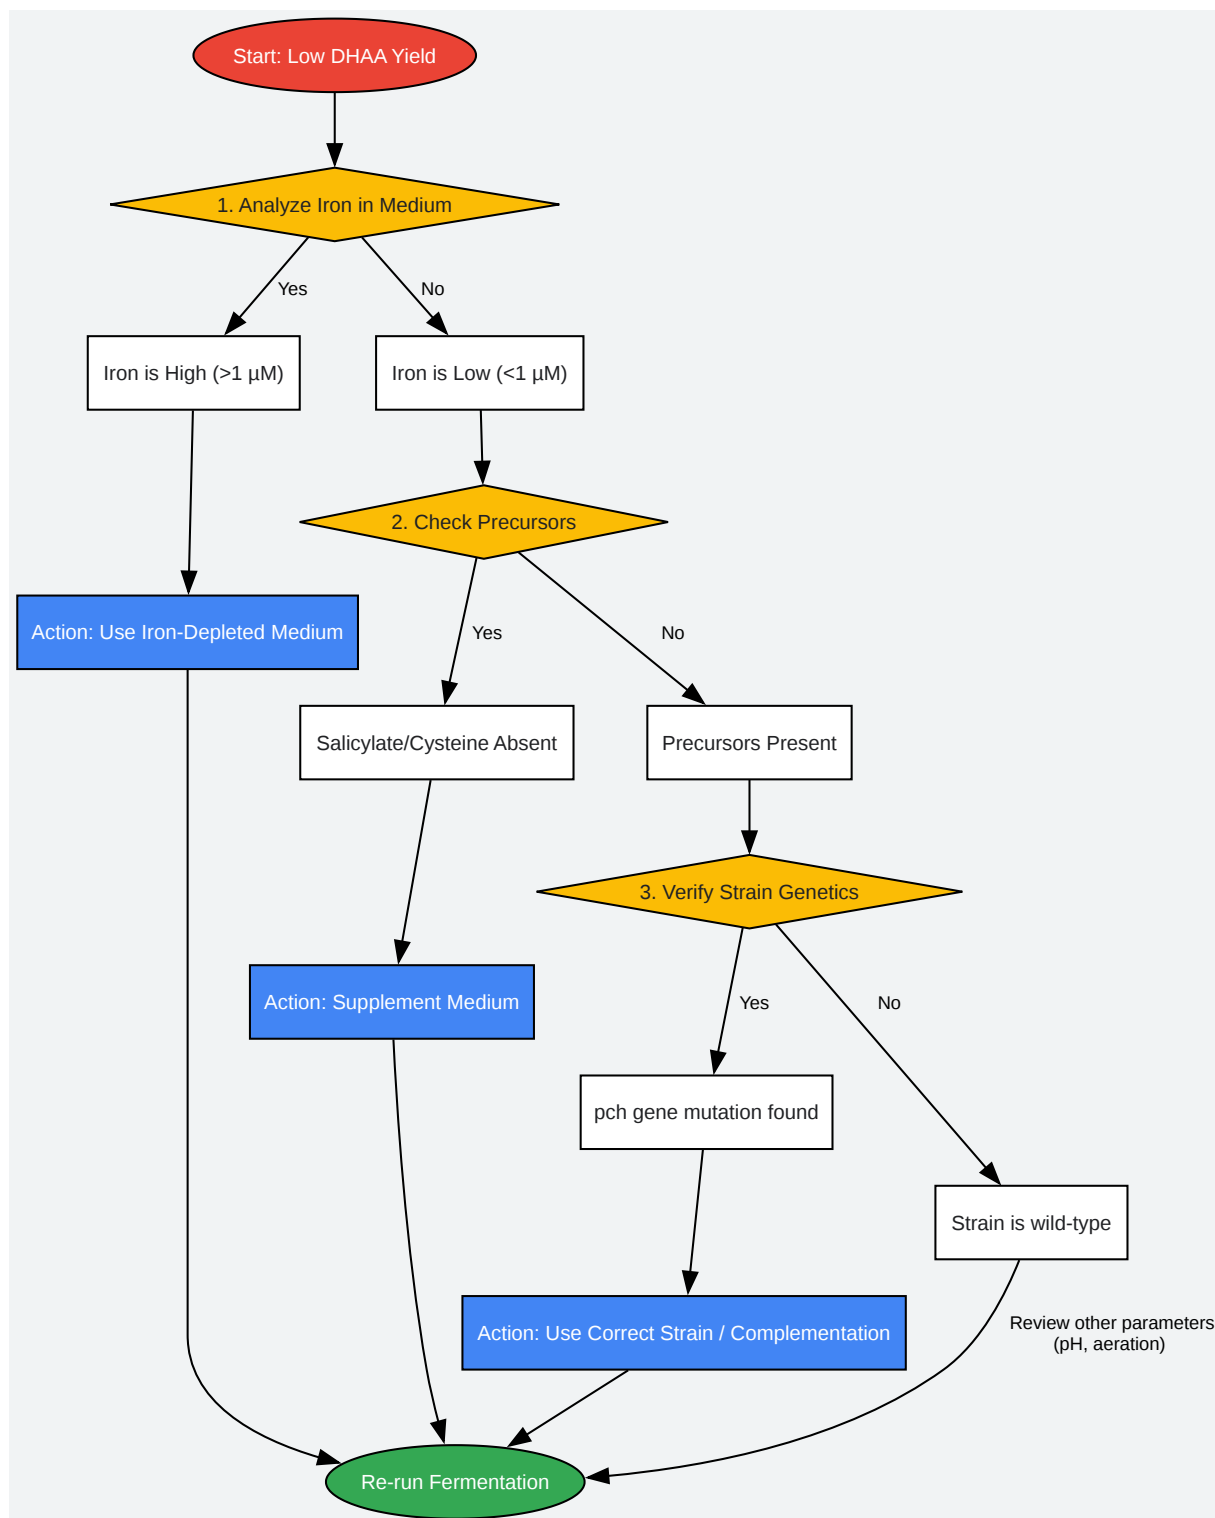 Start: Low DHAA Yield
1. Analyze Iron in Medium
Yes
No
Iron is High (>1 µM)
Iron is Low (<1 µM)
2. Check Precursors
Action: Use Iron-Depleted Medium
Yes
No
Salicylate/Cysteine Absent
Precursors Present
3. Verify Strain Genetics
Action: Supplement Medium
Yes
No
pch gene mutation found
Strain is wild-type
Action: Use Correct Strain / Complementation
Review other parameters
(pH, aeration)
Re-run Fermentation